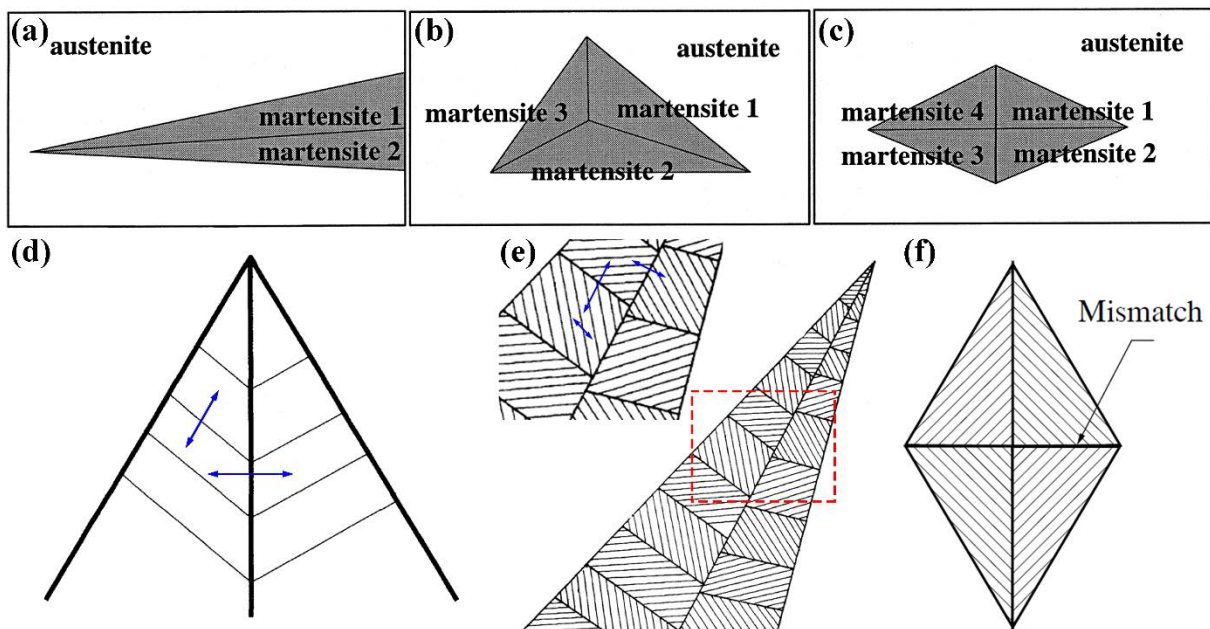 (a)
austenite
martensite 1
martensite 2
(b)
austenite
martensite 3
martensite 1
martensite 2
(c)
austenite
martensite 4
martensite 1
martensite 3
martensite 2
(d)
(e)
(f)
Mismatch